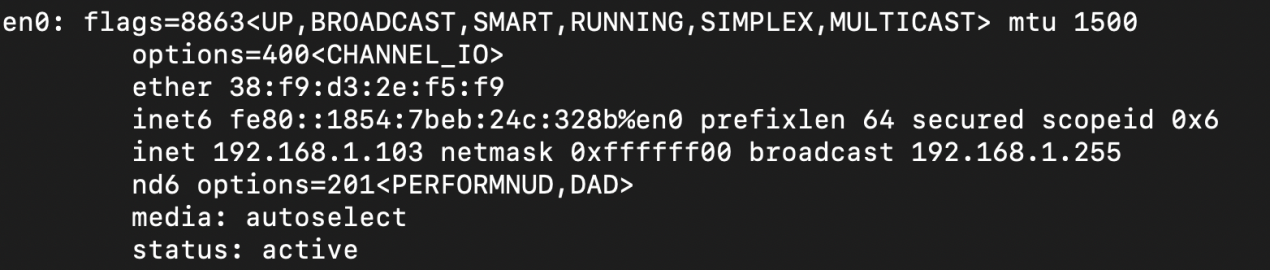 en0: flags=8863<UP,BROADCAST,SMART,RUNNING,SIMPLEX,MULTICAST> mtu 1500
options=400<CHANNEL_IO>
ether 38:f9:d3:2e:f5:f9
inet6 fe80::1854:7beb:24c:328b%en0 prefixlen 64 secured scopeid 0x6
inet 192.168.1.103 netmask 0xffffff00 broadcast 192.168.1.255
nd6 options=201<PERFORMNUD,DAD>
media: autoselect
status: active